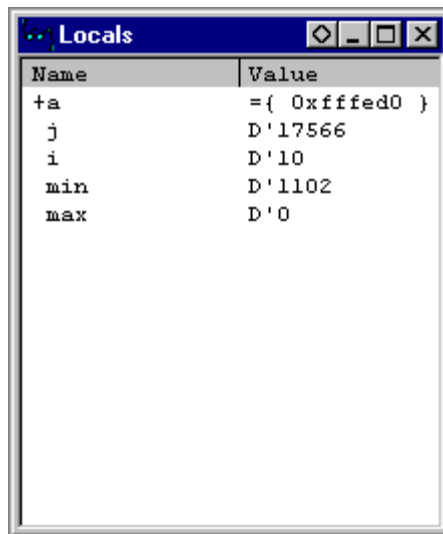 Locals
Name Value
+a ={ 0xfffed0 }
j D'17566
i D'10
min D'1102
max D'0